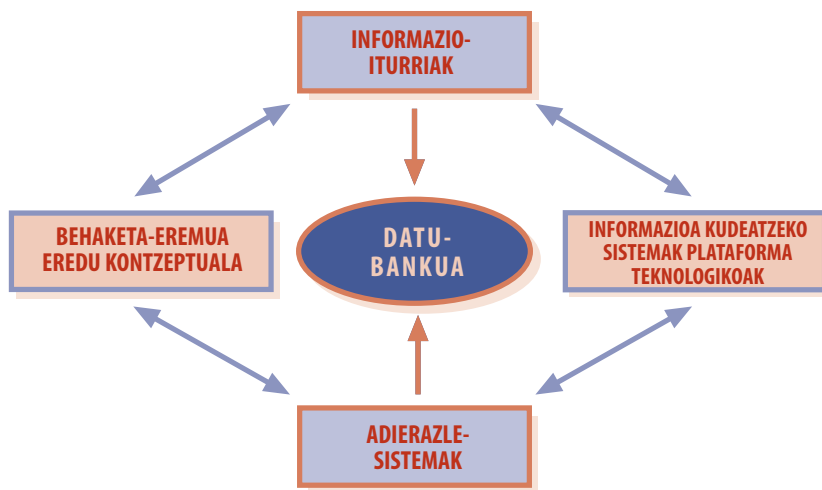 INFORMAZIO-
ITURRIAK
BEHAKETA-EREMUA
EREDU KONTZEPTUALA
DATU-
BANKUA
INFORMAZIOA KUDEATZEKO
SISTEMAK PLATAFORMA
TEKNOLOGIKOAK
ADIERAZLE-
SISTEMAK